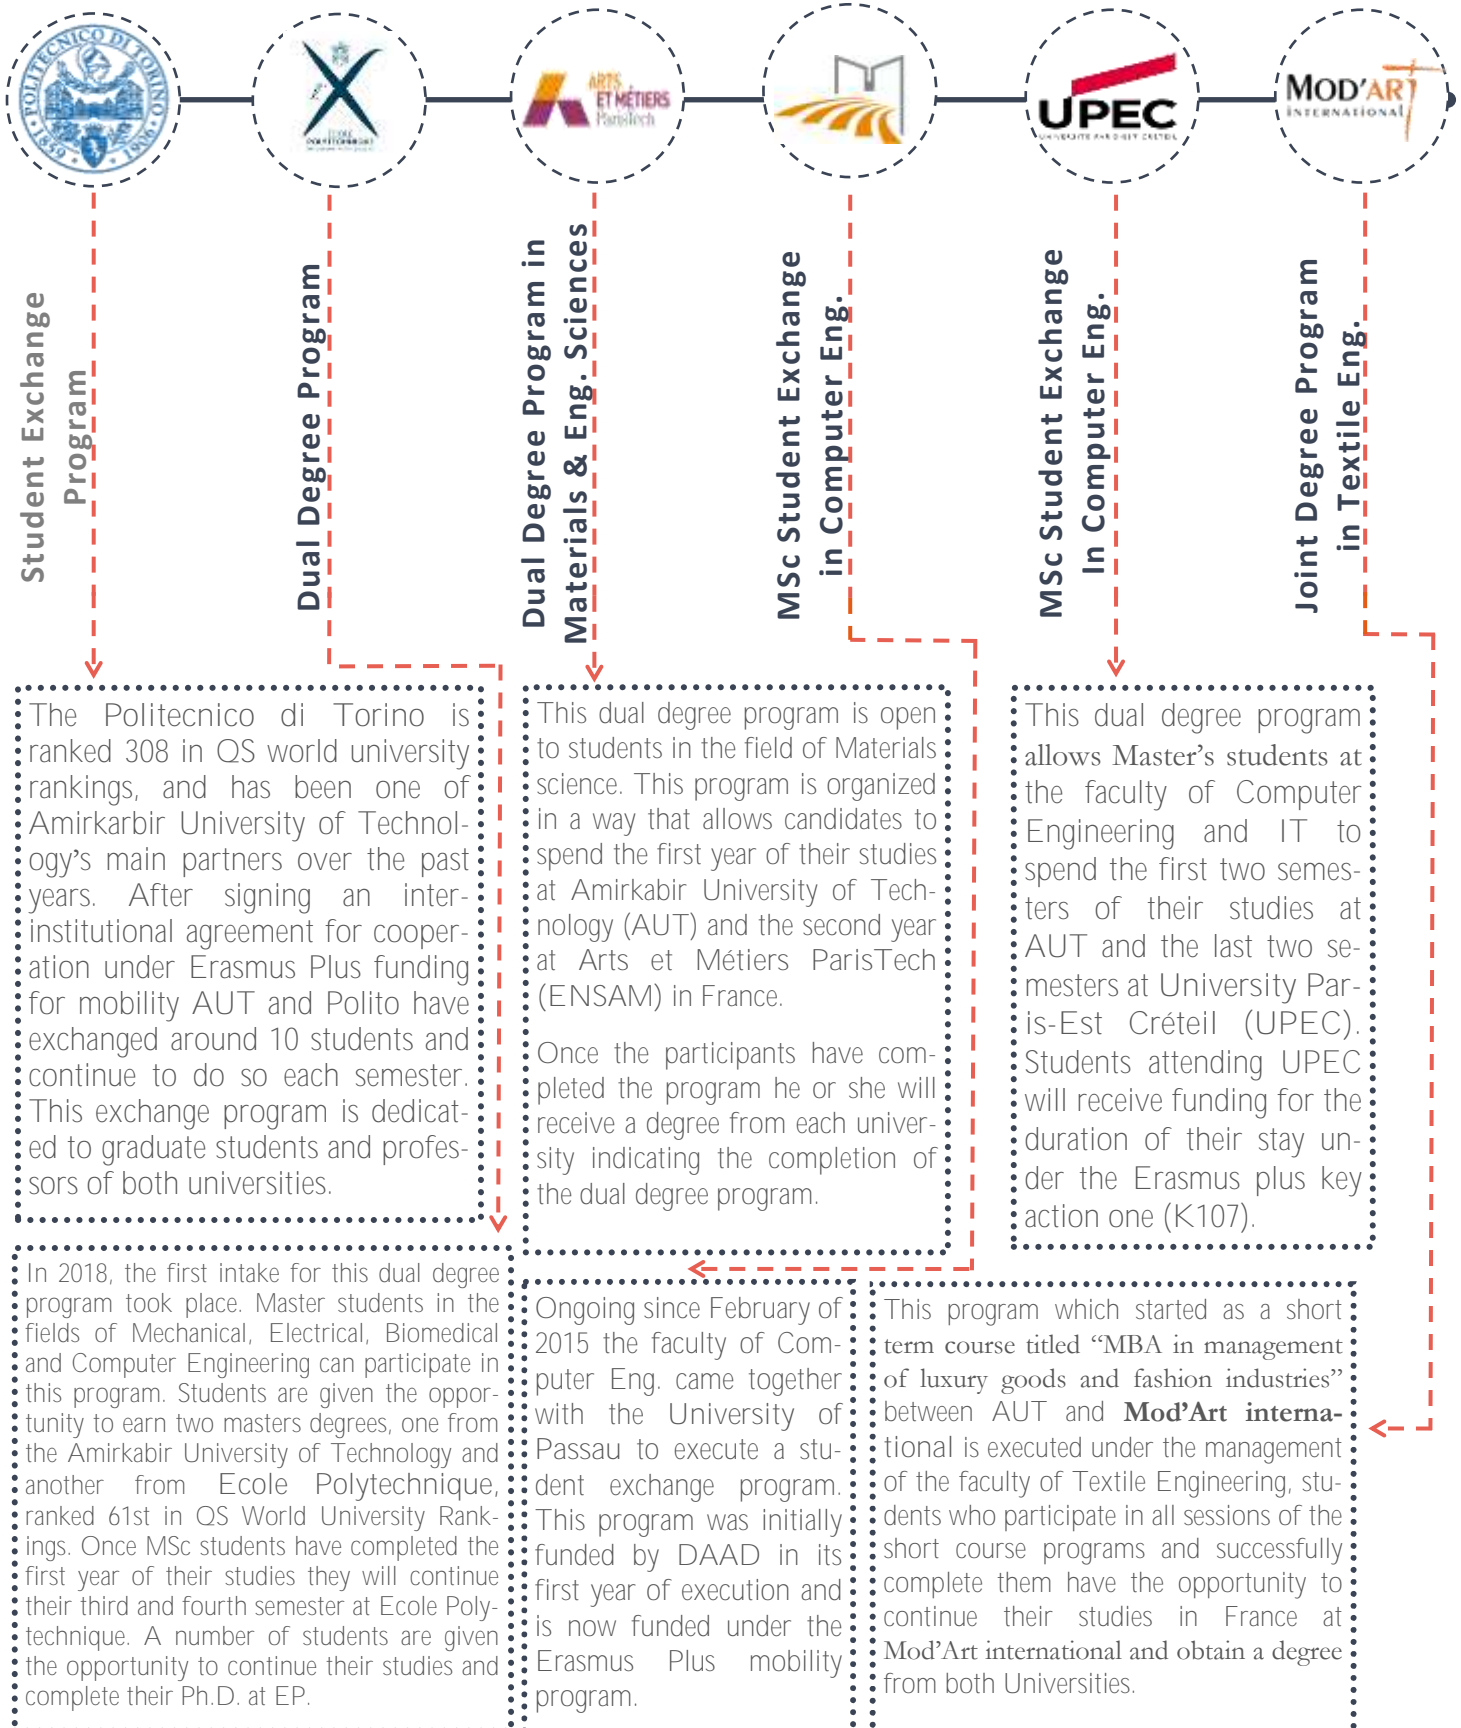 POLITECNICO DI TORINO
1859
1906
ÉCOLE
POLYTECHNIQUE
ARTS
ET MÉTIERS
ParisTech
UPEC
UNIVERSITÉ PARIS-EST CRÉTEIL
MOD'ART
INTERNATIONAL
Student Exchange
Program
Dual Degree Program
Dual Degree Program in
Materials & Eng. Sciences
MSc Student Exchange
in Computer Eng.
MSc Student Exchange
In Computer Eng.
Joint Degree Program
in Textile Eng.
The Politecnico di Torino is
ranked 308 in QS world university
rankings, and has been one of
Amirkarbir University of Technol-
ogy's main partners over the past
years. After signing an inter-
institutional agreement for cooper-
ation under Erasmus Plus funding
for mobility AUT and Polito have
exchanged around 10 students and
continue to do so each semester.
This exchange program is dedicat-
ed to graduate students and profes-
sors of both universities.
This dual degree program is open
to students in the field of Materials
science. This program is organized
in a way that allows candidates to
spend the first year of their studies
at Amirkabir University of Tech-
nology (AUT) and the second year
at Arts et Métiers ParisTech
(ENSAM) in France.
Once the participants have com-
pleted the program he or she will
receive a degree from each univer-
sity indicating the completion of
the dual degree program.
This dual degree program
allows Master's students at
the faculty of Computer
Engineering and IT to
spend the first two semes-
ters of their studies at
AUT and the last two se-
mesters at University Par-
is-Est Créteil (UPEC).
Students attending UPEC
will receive funding for the
duration of their stay un-
der the Erasmus plus key
action one (K107).
In 2018, the first intake for this dual degree
program took place. Master students in the
fields of Mechanical, Electrical, Biomedical
and Computer Engineering can participate in
this program. Students are given the oppor-
tunity to earn two masters degrees, one from
the Amirkabir University of Technology and
another from Ecole Polytechnique,
ranked 61st in QS World University Rank-
ings. Once MSc students have completed the
first year of their studies they will continue
their third and fourth semester at Ecole Poly-
technique. A number of students are given
the opportunity to continue their studies and
complete their Ph.D. at EP.
Ongoing since February of
2015 the faculty of Com-
puter Eng. came together
with the University of
Passau to execute a stu-
dent exchange program.
This program was initially
funded by DAAD in its
first year of execution and
is now funded under the
Erasmus Plus mobility
program.
This program which started as a short
term course titled “MBA in management
of luxury goods and fashion industries”
between AUT and Mod'Art interna-
tional is executed under the management
of the faculty of Textile Engineering, stu-
dents who participate in all sessions of the
short course programs and successfully
complete them have the opportunity to
continue their studies in France at
Mod'Art international and obtain a degree
from both Universities.